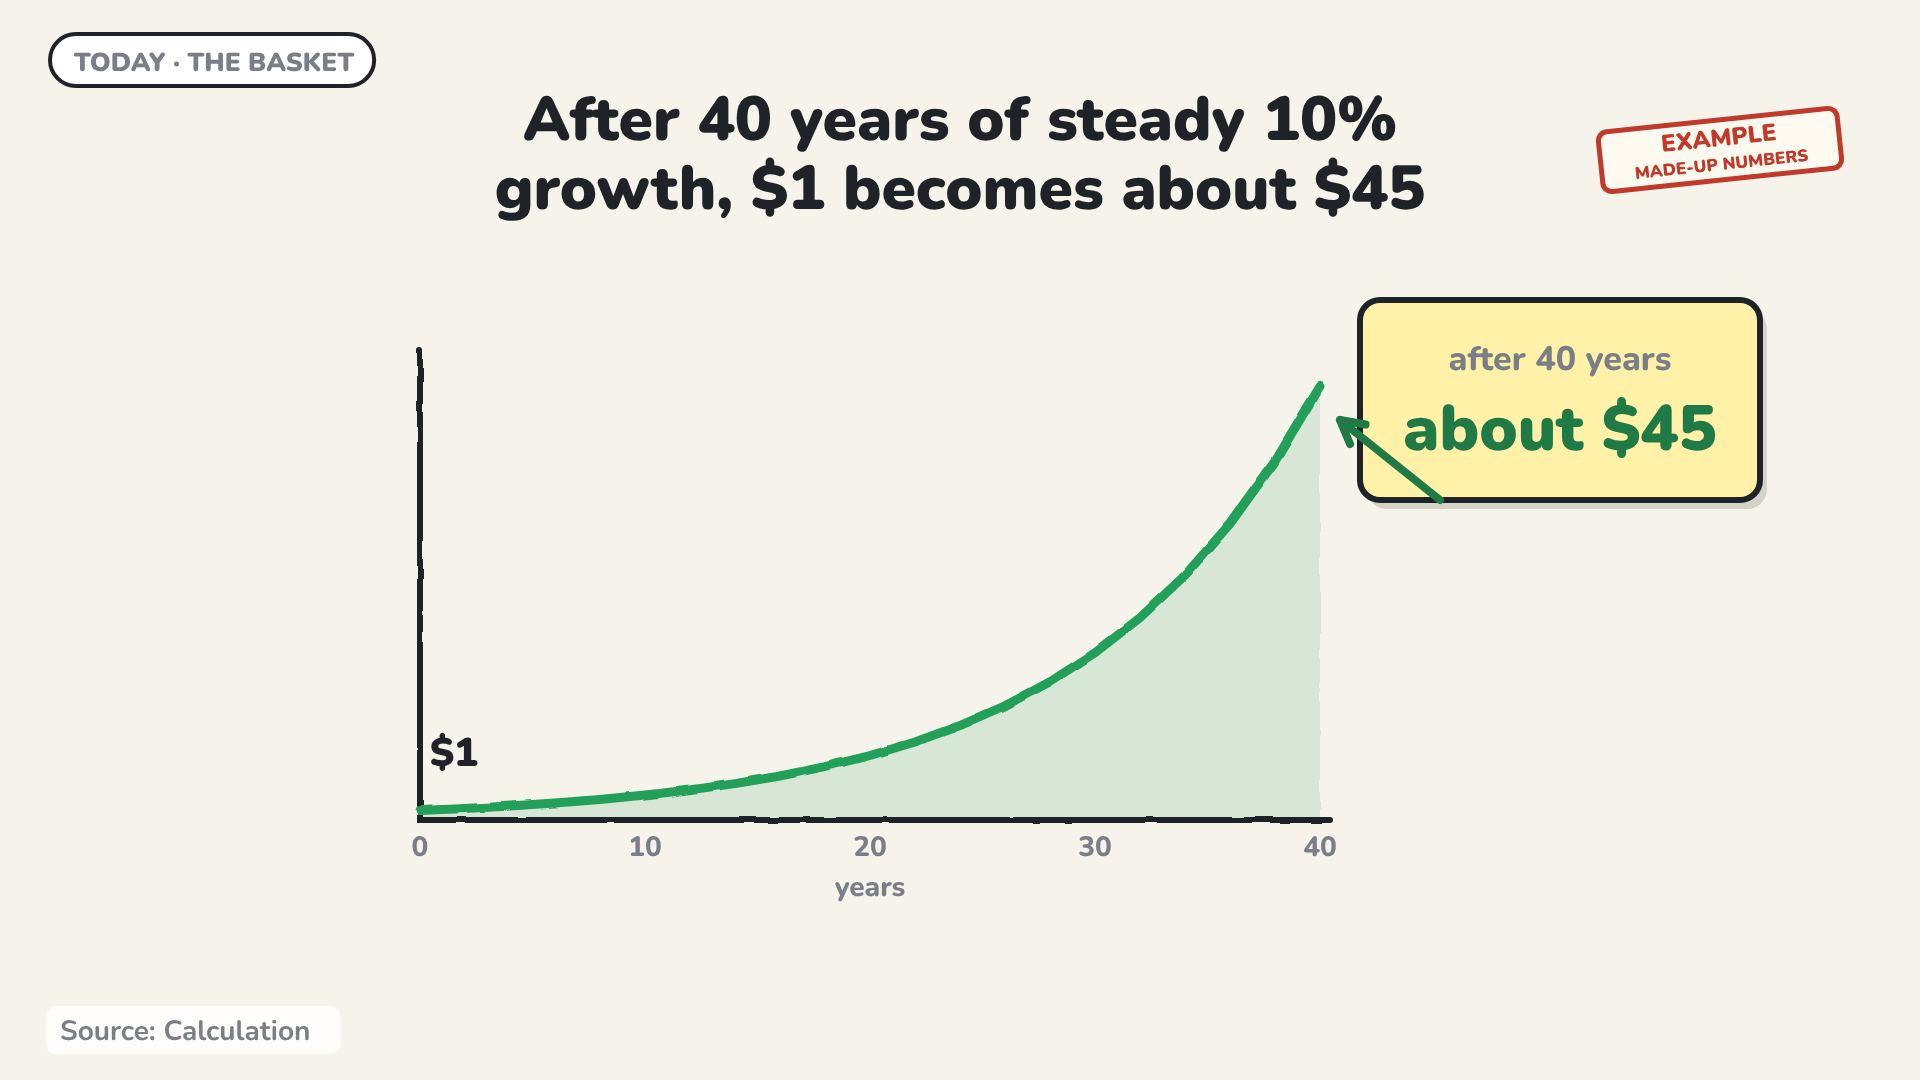 TODAY · THE BASKET
After 40 years of steady 10%
growth, $1 becomes about $45
EXAMPLE
MADE-UP NUMBERS
after 40 years
about $45
$1
0 10 20 30 40
years
Source: Calculation